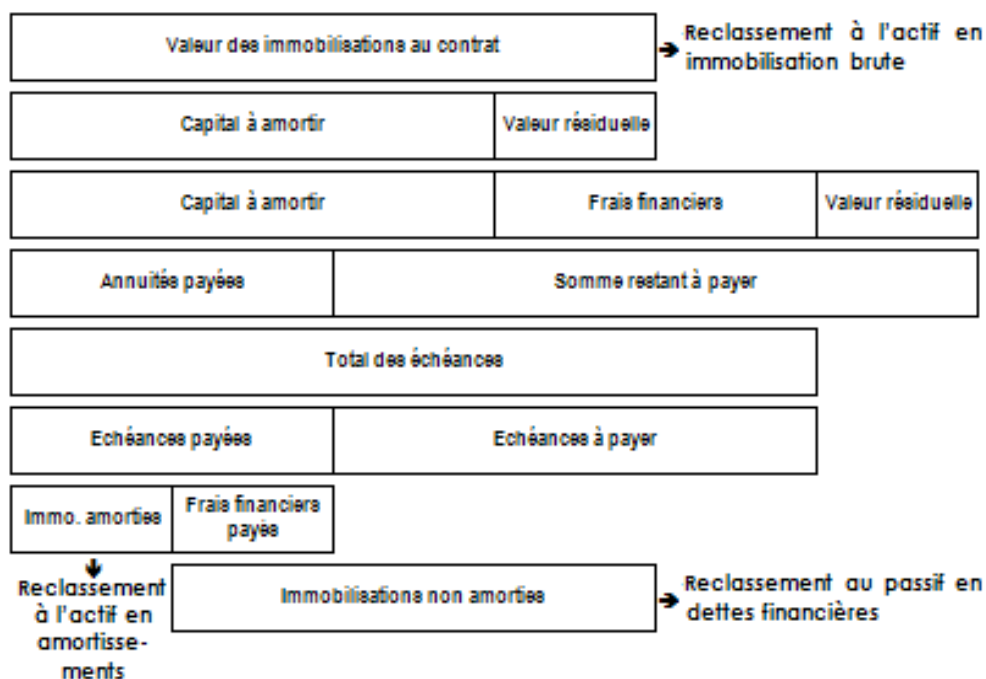 Valeur des immobilisations au contrat
Reclassement à l'actif en
immobilisation brute
Capital à amortir
Valeur résiduelle
Capital à amortir
Frais financiers
Valeur résiduelle
Annuités payées
Somme restant à payer
Total des échéances
Echéances payées
Echéances à payer
Immo. amorties
Frais financiers
payés
Reclassement
à l'actif en
amortisse-
ments
Immobilisations non amorties
Reclassement au passif en
dettes financières